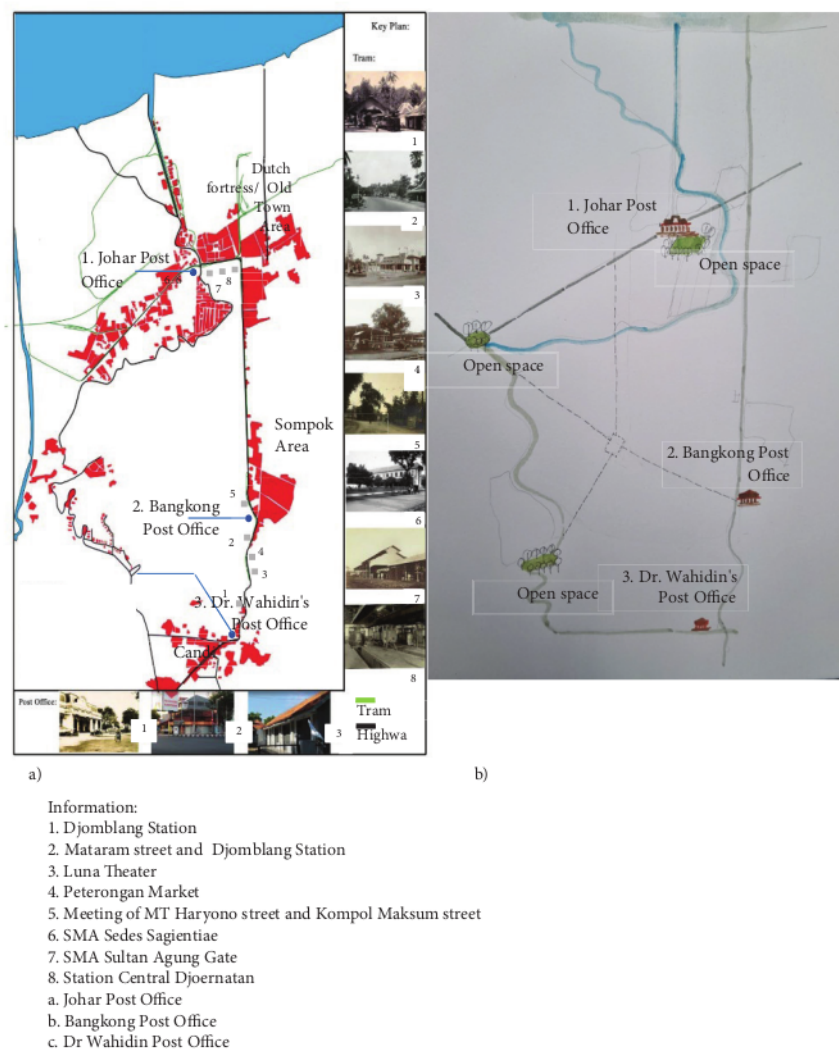 Key Plan:
Tram:
1
2
3
4
5
6
7
8
Dutch
fortress/ Old
Town
Area
1. Johar Post
Office
7
8
Sompok
Area
5
2. Bangkong
Post Office
2
4
3
1
3. Dr. Wahidin's
Post Office
Candi
Post Office:
1
2
3
Tram
Highwa
a)
1. Johar Post
Office
Open space
Open space
2. Bangkong Post
Office
Open space
3. Dr. Wahidin's
Post Office
b)
Information:
1. Djomblang Station
2. Mataram street and Djomblang Station
3. Luna Theater
4. Peterongan Market
5. Meeting of MT Haryono street and Kompol Maksum street
6. SMA Sedes Sagientiae
7. SMA Sultan Agung Gate
8. Station Central Djoernatan
a. Johar Post Office
b. Bangkong Post Office
c. Dr Wahidin Post Office